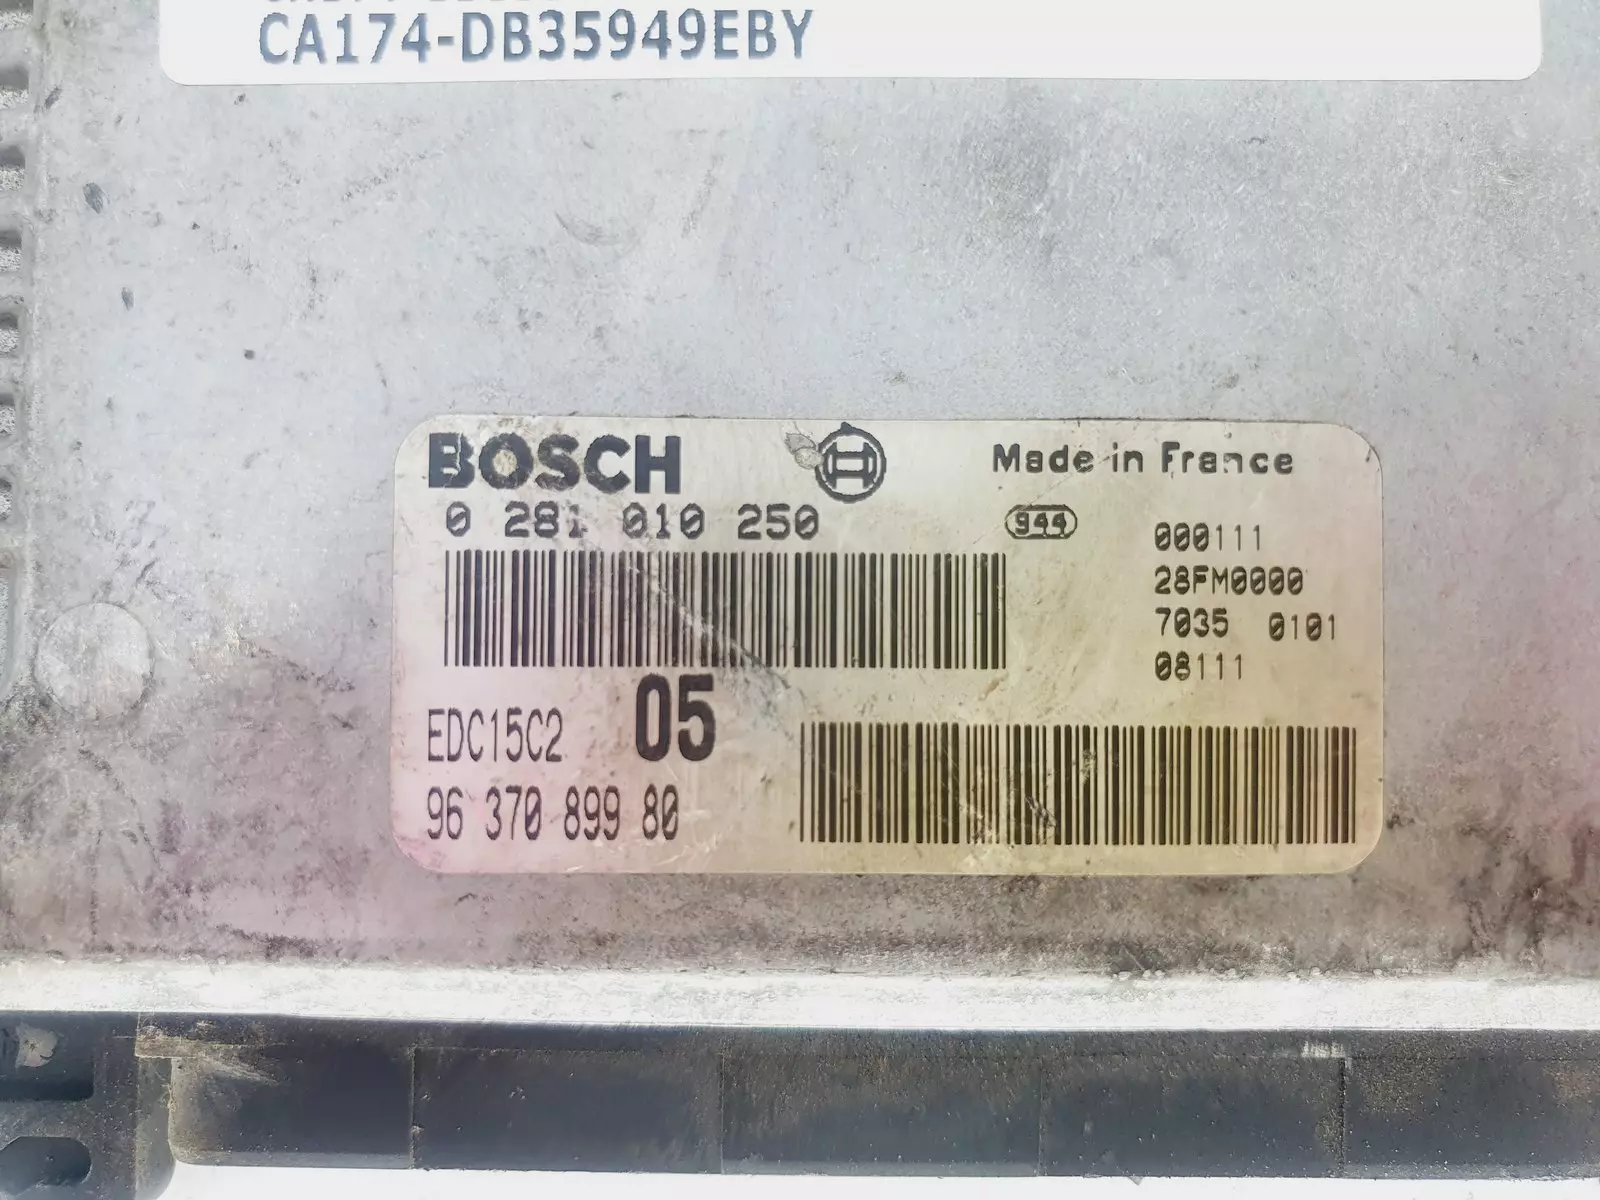 CA174-DB35949EBY
BOSCH
Made in France
0 281 010 250
944
000111
28FM0000
7035 0101
08111
EDC15C2 05
96 370 899 80